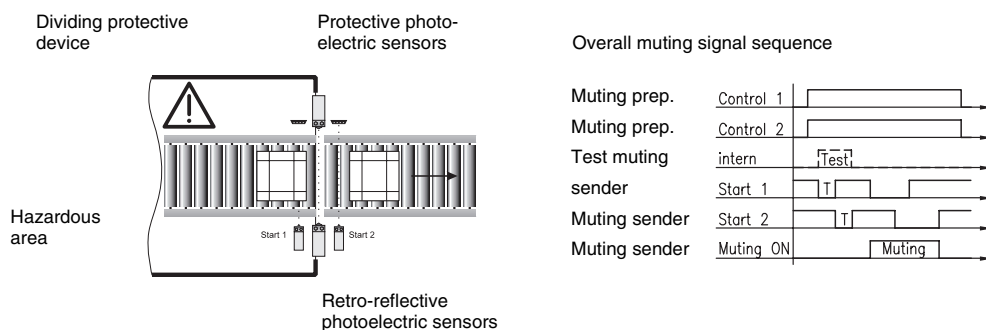 Dividing protective
device
Protective photo-
electric sensors
Hazardous
area
Start 1
Start 2
Retro-reflective
photoelectric sensors
Overall muting signal sequence
Muting prep. Control 1
Muting prep. Control 2
Test muting intern Test
sender Start 1 T
Muting sender Start 2 T
Muting sender Muting ON Muting